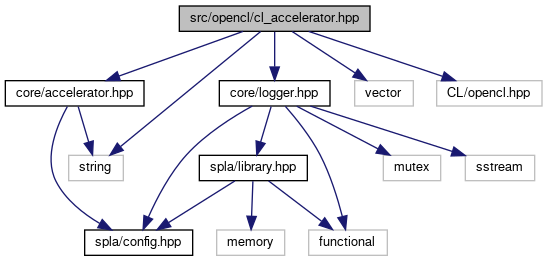 src/opencl/cl_accelerator.hpp
core/accelerator.hpp
core/logger.hpp
vector
CL/opencl.hpp
string
spla/library.hpp
mutex
sstream
spla/config.hpp
memory
functional